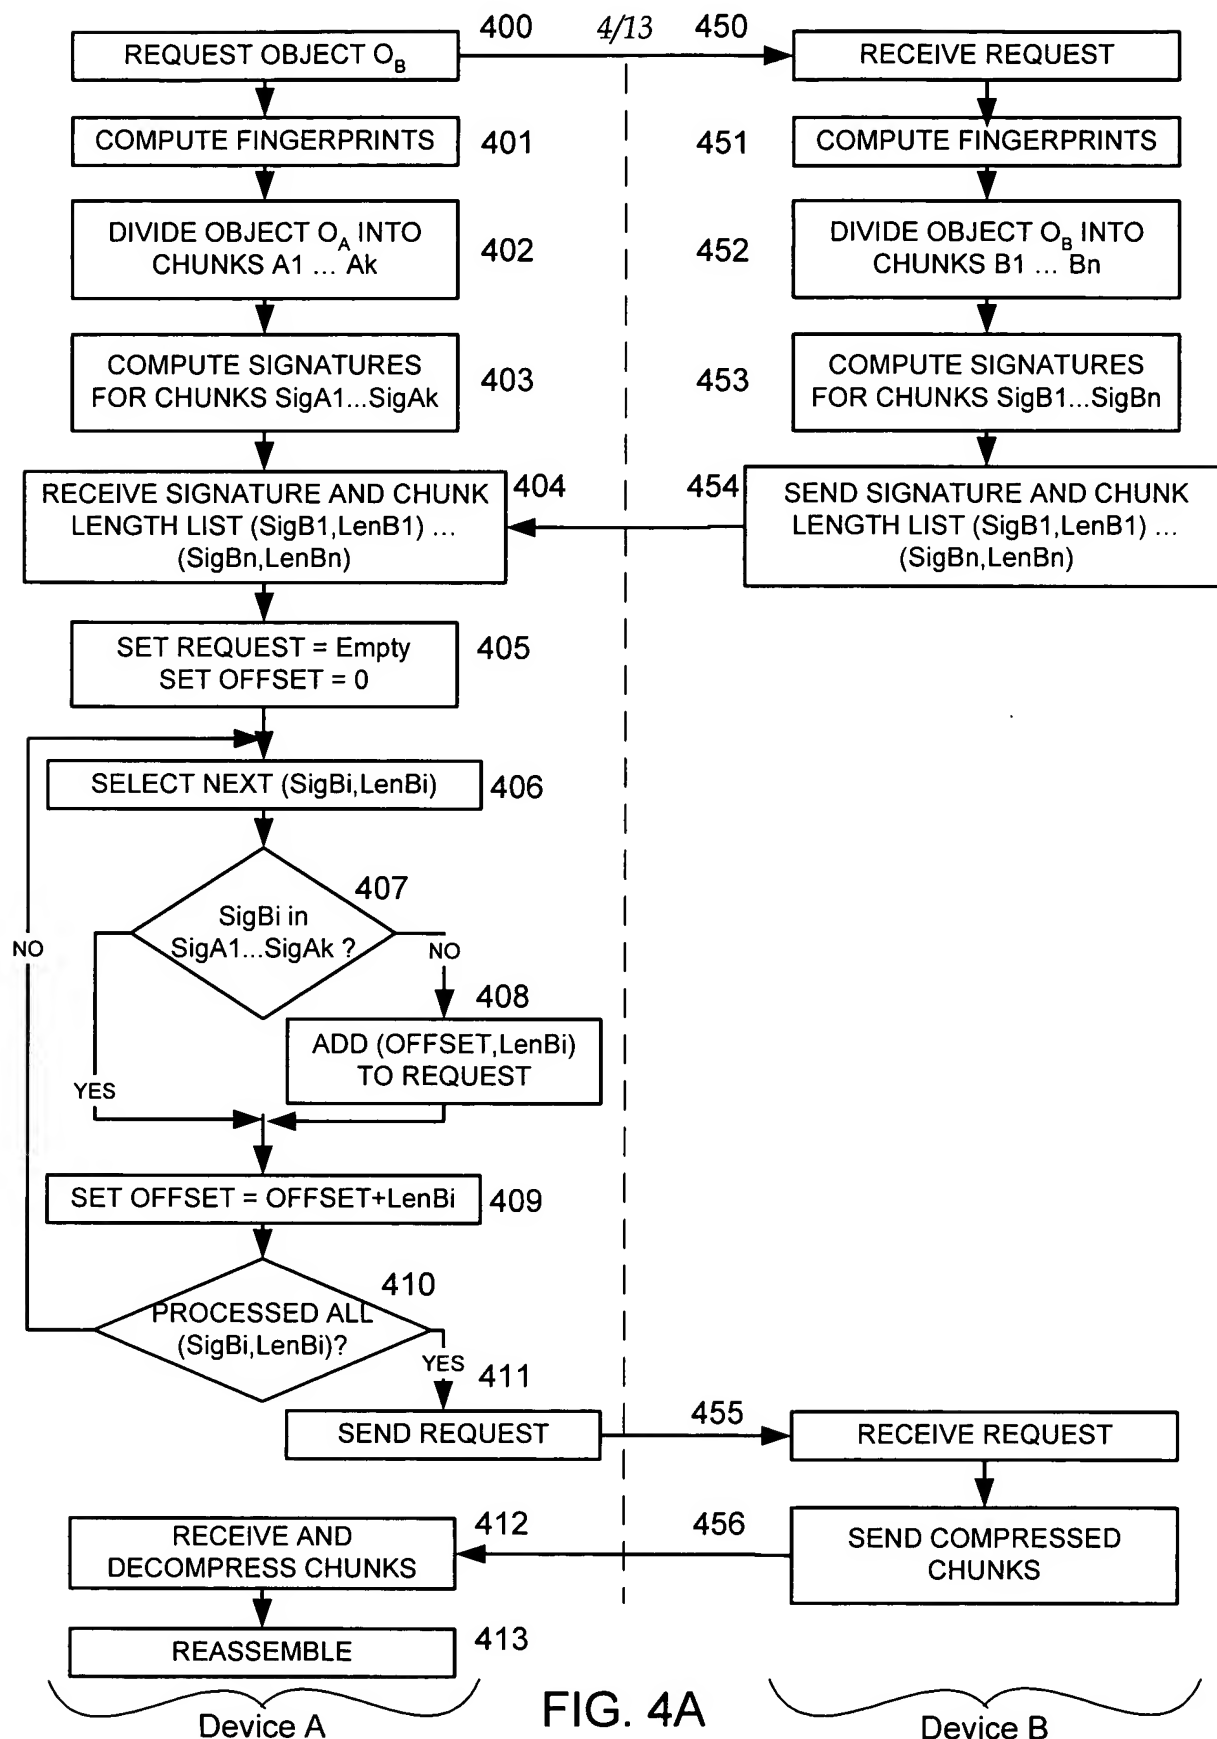 400 4/13 450
REQUEST OBJECT OB
RECEIVE REQUEST
COMPUTE FINGERPRINTS 401
451 COMPUTE FINGERPRINTS
DIVIDE OBJECT OA INTO
CHUNKS A1 ... Ak
402
452
DIVIDE OBJECT OB INTO
CHUNKS B1 ... Bn
COMPUTE SIGNATURES
FOR CHUNKS SigA1...SigAk
403
453
COMPUTE SIGNATURES
FOR CHUNKS SigB1...SigBn
RECEIVE SIGNATURE AND CHUNK
LENGTH LIST (SigB1,LenB1) ...
(SigBn,LenBn)
404
454
SEND SIGNATURE AND CHUNK
LENGTH LIST (SigB1,LenB1) ...
(SigBn,LenBn)
SET REQUEST = Empty
SET OFFSET = 0
405
SELECT NEXT (SigBi,LenBi) 406
407
SigBi in
SigA1...SigAk ?
NO
NO
408
ADD (OFFSET,LenBi)
TO REQUEST
YES
SET OFFSET = OFFSET+LenBi 409
410
PROCESSED ALL
(SigBi,LenBi)?
YES
411
SEND REQUEST
455
RECEIVE REQUEST
RECEIVE AND
DECOMPRESS CHUNKS
412
456
SEND COMPRESSED
CHUNKS
REASSEMBLE 413
Device A
FIG. 4A
Device B